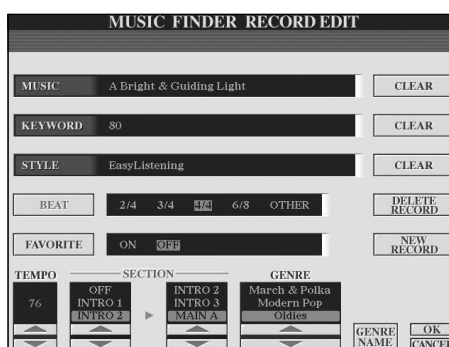 MUSIC FINDER RECORD EDIT
MUSIC A Bright & Guiding Light CLEAR
KEYWORD 80 CLEAR
STYLE EasyListening CLEAR
BEAT 2/4 3/4 4/4 6/8 OTHER DELETE RECORD
FAVORITE ON OFF NEW RECORD
TEMPO SECTION GENRE
76
OFF INTRO 2 March & Polka
INTRO 1 INTRO 3 Modern Pop
INTRO 2 MAIN A Oldies
GENRE NAME
OK
CANCEL